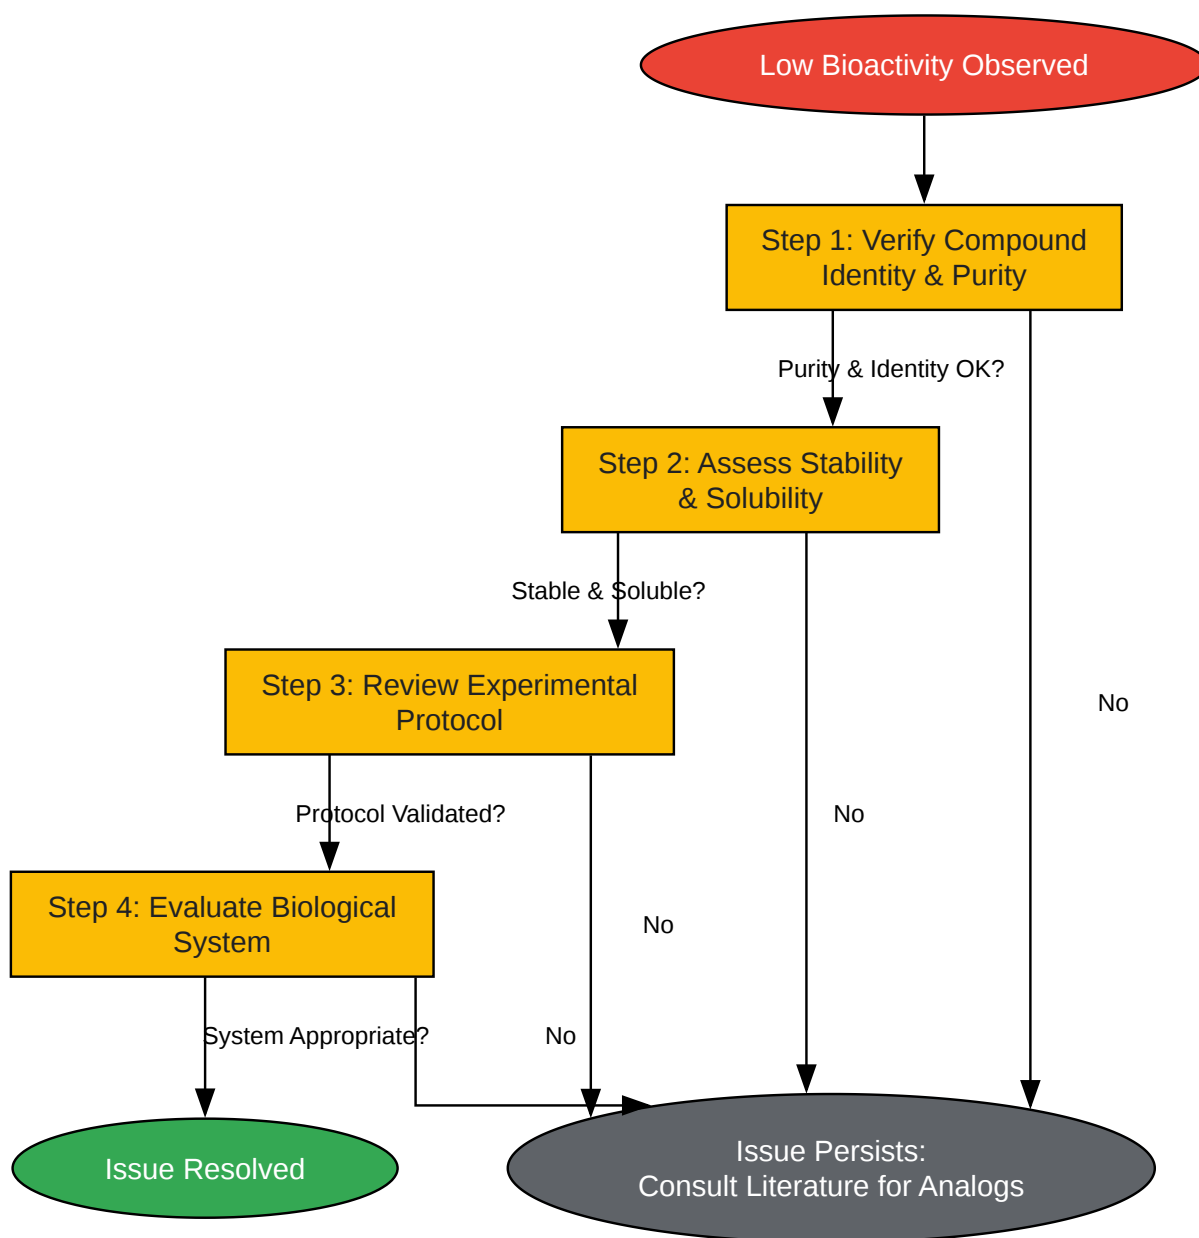 Low Bioactivity Observed
Step 1: Verify Compound
Identity & Purity
Purity & Identity OK?
Step 2: Assess Stability
& Solubility
Stable & Soluble?
Step 3: Review Experimental
Protocol
No
Protocol Validated?
No
Step 4: Evaluate Biological
System
No
System Appropriate?
No
Issue Resolved
Issue Persists:
Consult Literature for Analogs